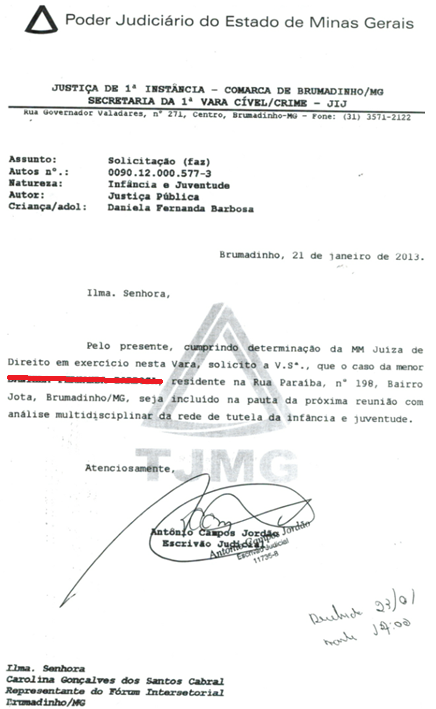 Poder Judiciário do Estado de Minas Gerais
JUSTIÇA DE 1ª INSTÂNCIA – COMARCA DE BRUMADINHO/MG
SECRETARIA DA 1ª VARA CÍVEL/CRIME – JIJ
Rua Governador Valadares, nº 271, Centro, Brumadinho-MG - Fone: (31) 3571-2122
Assunto: Solicitação (faz)
Autos nº.: 0090.12.000.577-3
Natureza: Infância e Juventude
Autor: Justiça Pública
Criança/adol: Daniela Fernanda Barbosa
Brumadinho, 21 de janeiro de 2013.
Ilma. Senhora,
Pelo presente, cumprindo determinação da MM Juíza de
Direito em exercício nesta Vara, solicito a V.Sª., que o caso da menor
residente na Rua Paraíba, n° 198, Bairro
Jota, Brumadinho/MG, seja incluído na pauta da próxima reunião com
análise multidisciplinar da rede de tutela da infância e juventude.
TJMG
Atenciosamente,
Antônio Campos Jordão
Escrivão Judicial
Antônio Campos Jordão
Escrivão Judicial
11735-8
23/01
Ilma. Senhora
Carolina Gonçalves dos Santos Cabral
Representante do Fórum Intersetorial
Brumadinho/MG